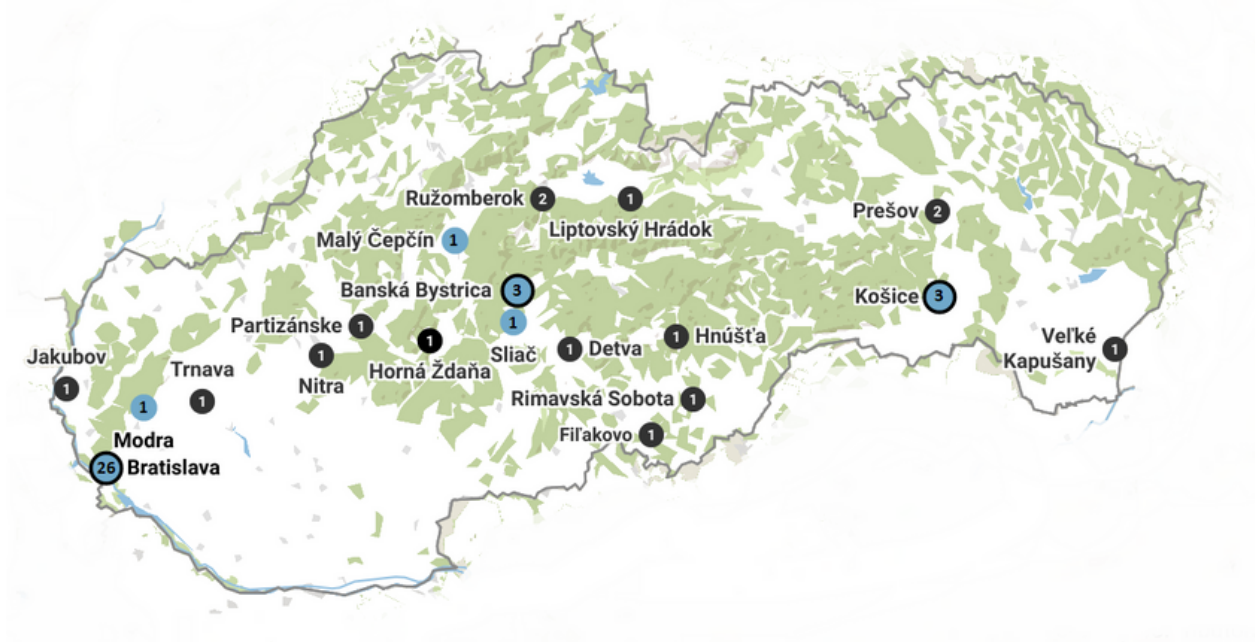 Ružomberok 2
1
Liptovský Hrádok
Prešov 2
Malý Čepčín 1
Banská Bystrica 3
Košice 3
1
Sliač
Partizánske 1
1
Horná Ždaňa
1
Nitra
1 Detva
1 Hnúšťa
Veľké
Kapušany 1
Jakubov
1
Trnava
1
1
Modra
Rimavská Sobota 1
Fiľakovo 1
26 Bratislava